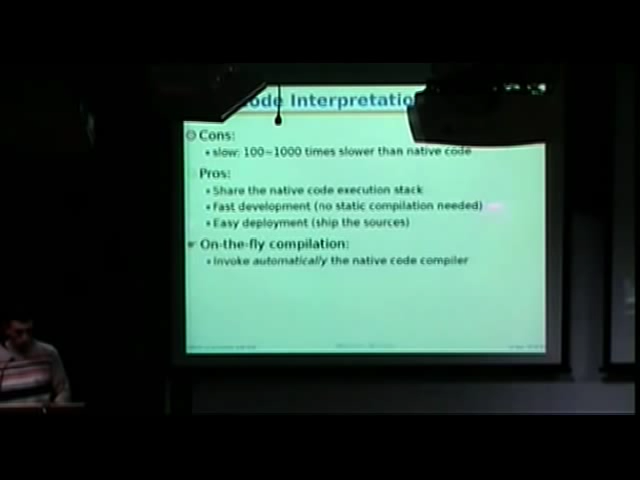 ode Interpretatio
Cons:
• slow: 100~1000 times slower than native code
Pros:
• Share the native code execution stack
• Fast development (no static compilation needed)
• Easy deployment (ship the sources)
On-the-fly compilation:
• Invoke automatically the native code compiler